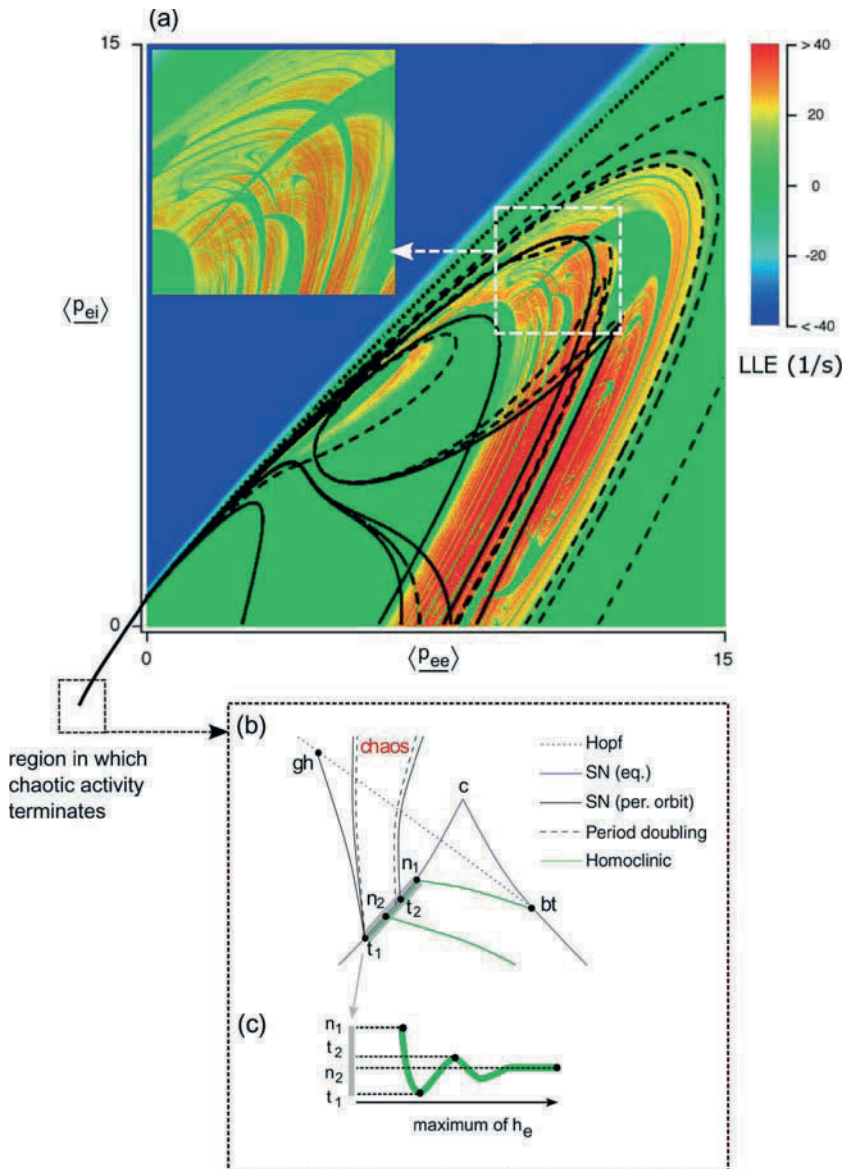 (a)
15
> 40
20
0
-20
< -40
LLE (1/s)
⟨p_ei⟩
0
0
⟨p_ee⟩
15
region in which
chaotic activity
terminates
(b)
chaos
gh
c
n1
n2
t2
t1
bt
Hopf
SN (eq.)
SN (per. orbit)
Period doubling
Homoclinic
(c)
n1
t2
n2
t1
maximum of h_e